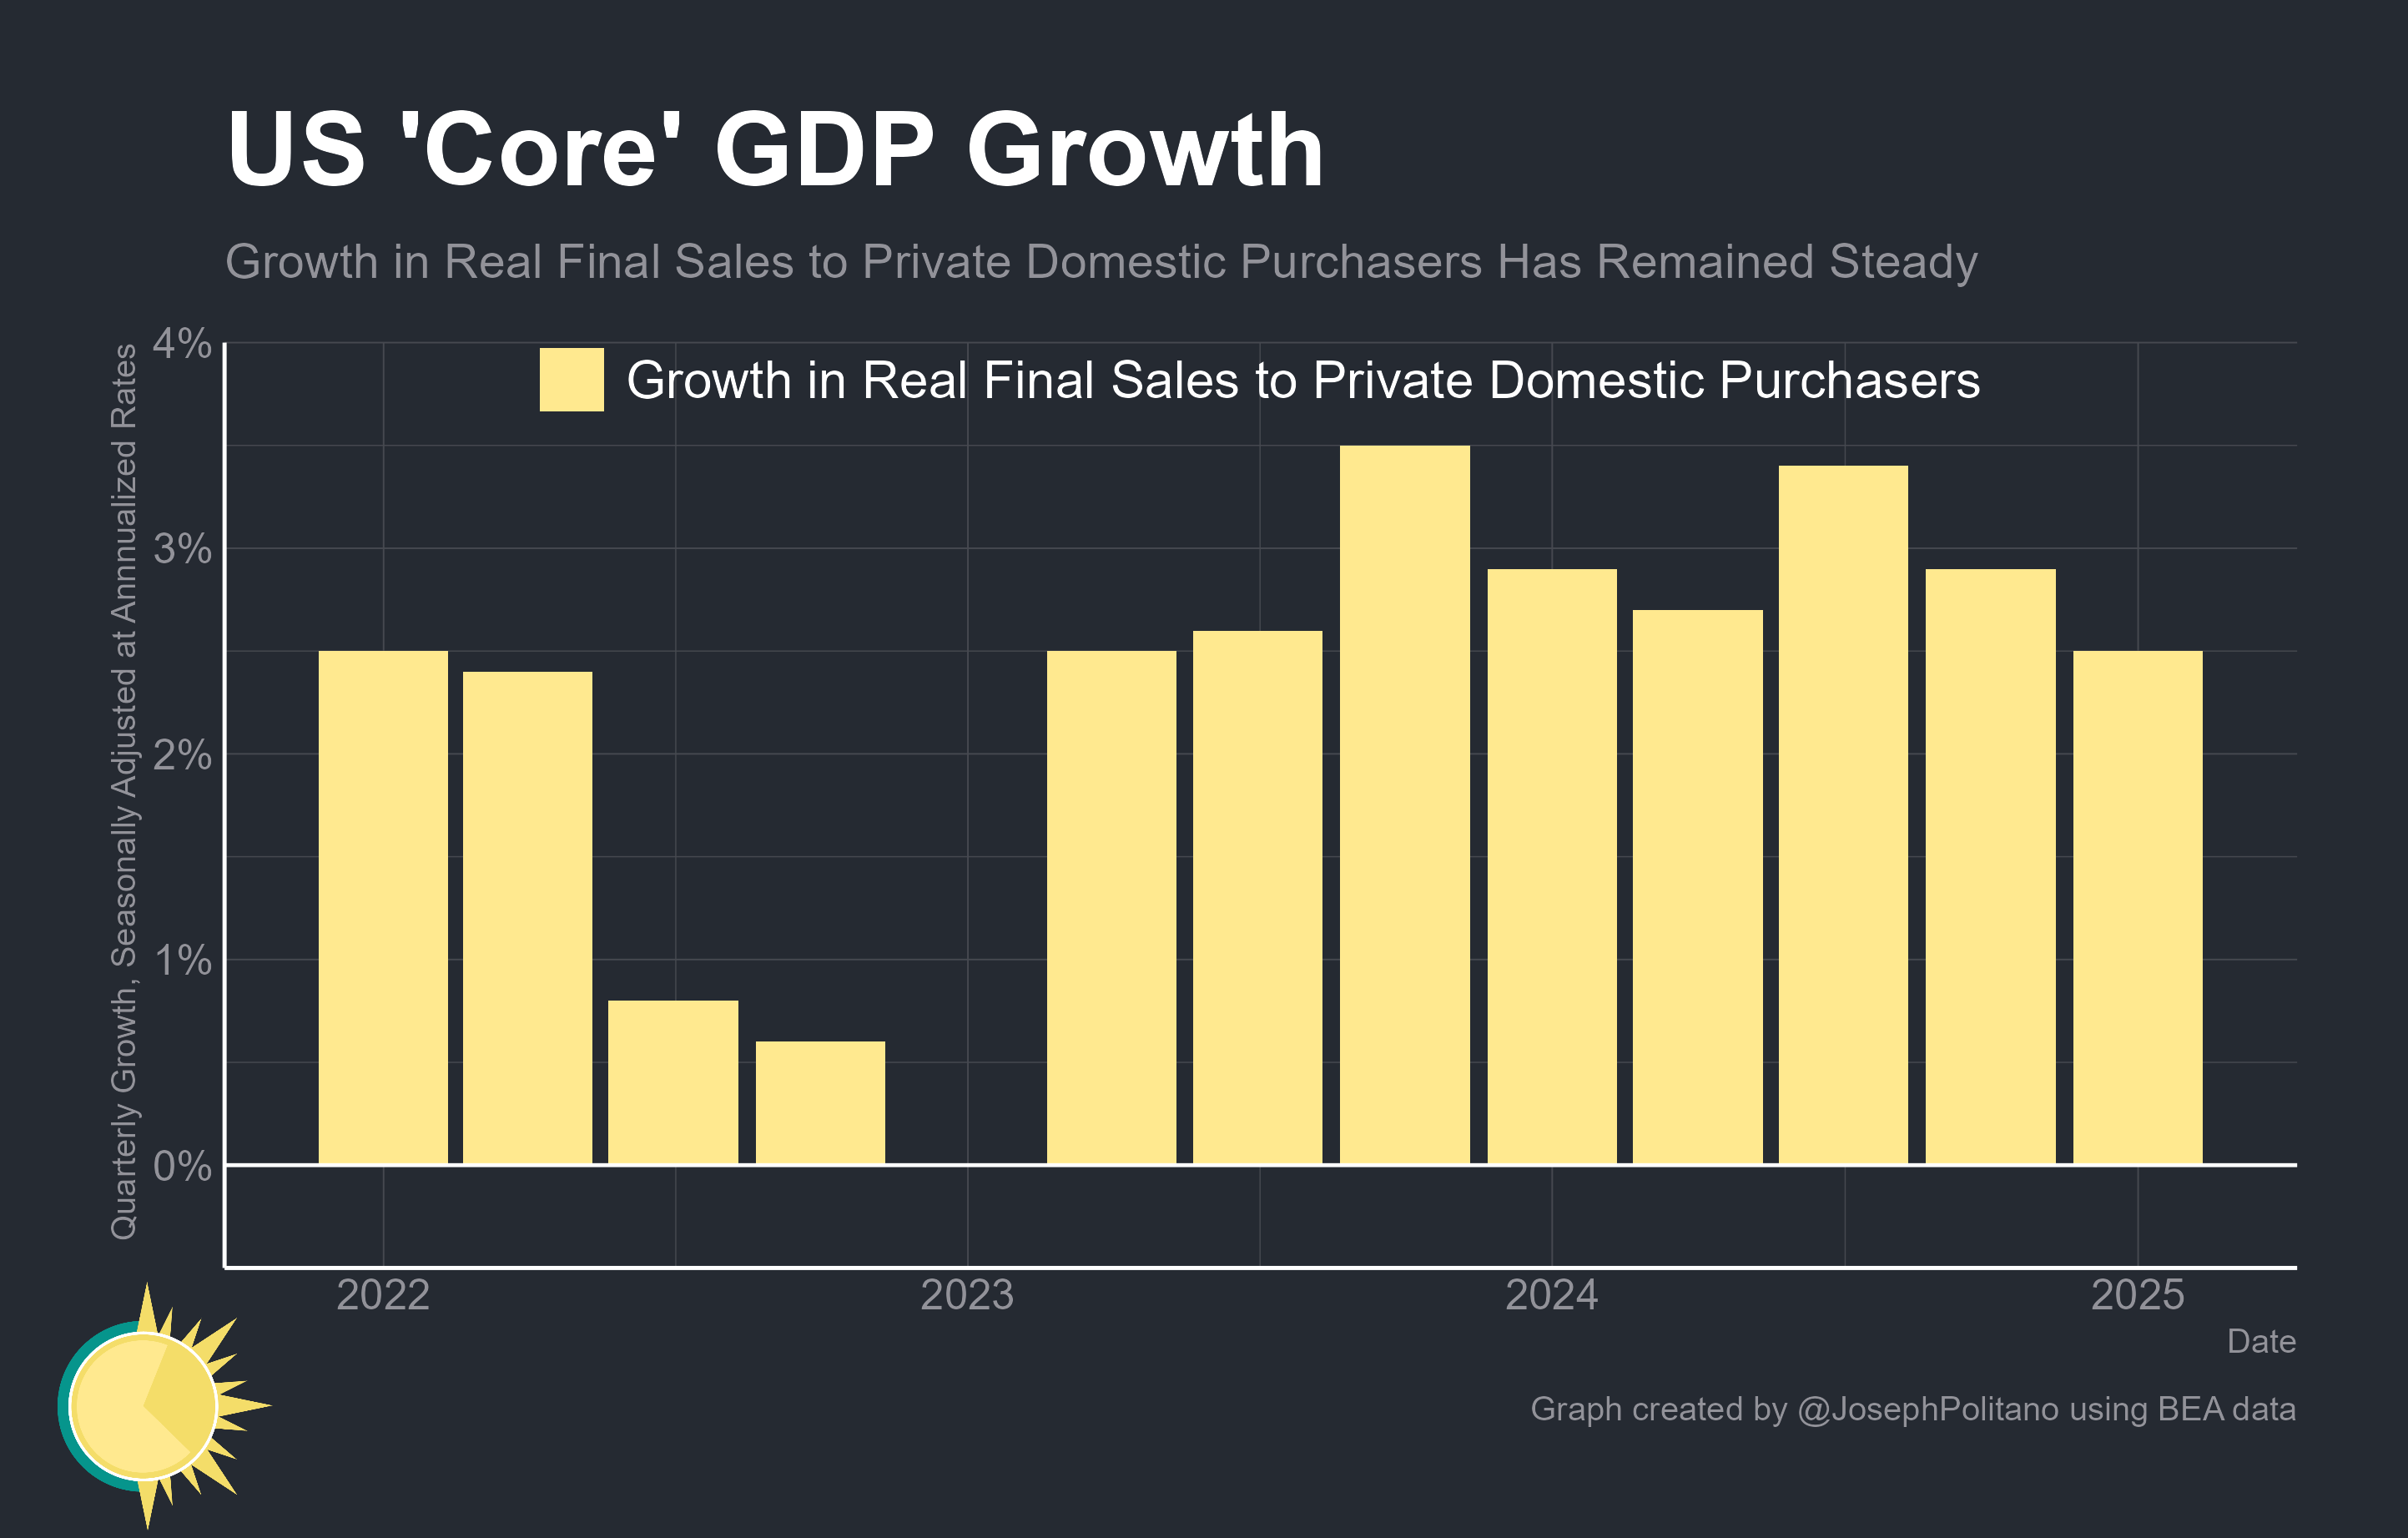 US 'Core' GDP Growth
Growth in Real Final Sales to Private Domestic Purchasers Has Remained Steady
Quarterly Growth, Seasonally Adjusted at Annnualized Rates
4%
Growth in Real Final Sales to Private Domestic Purchasers
3%
2%
1%
0%
2022 2023 2024 2025
Date
Graph created by @JosephPolitano using BEA data